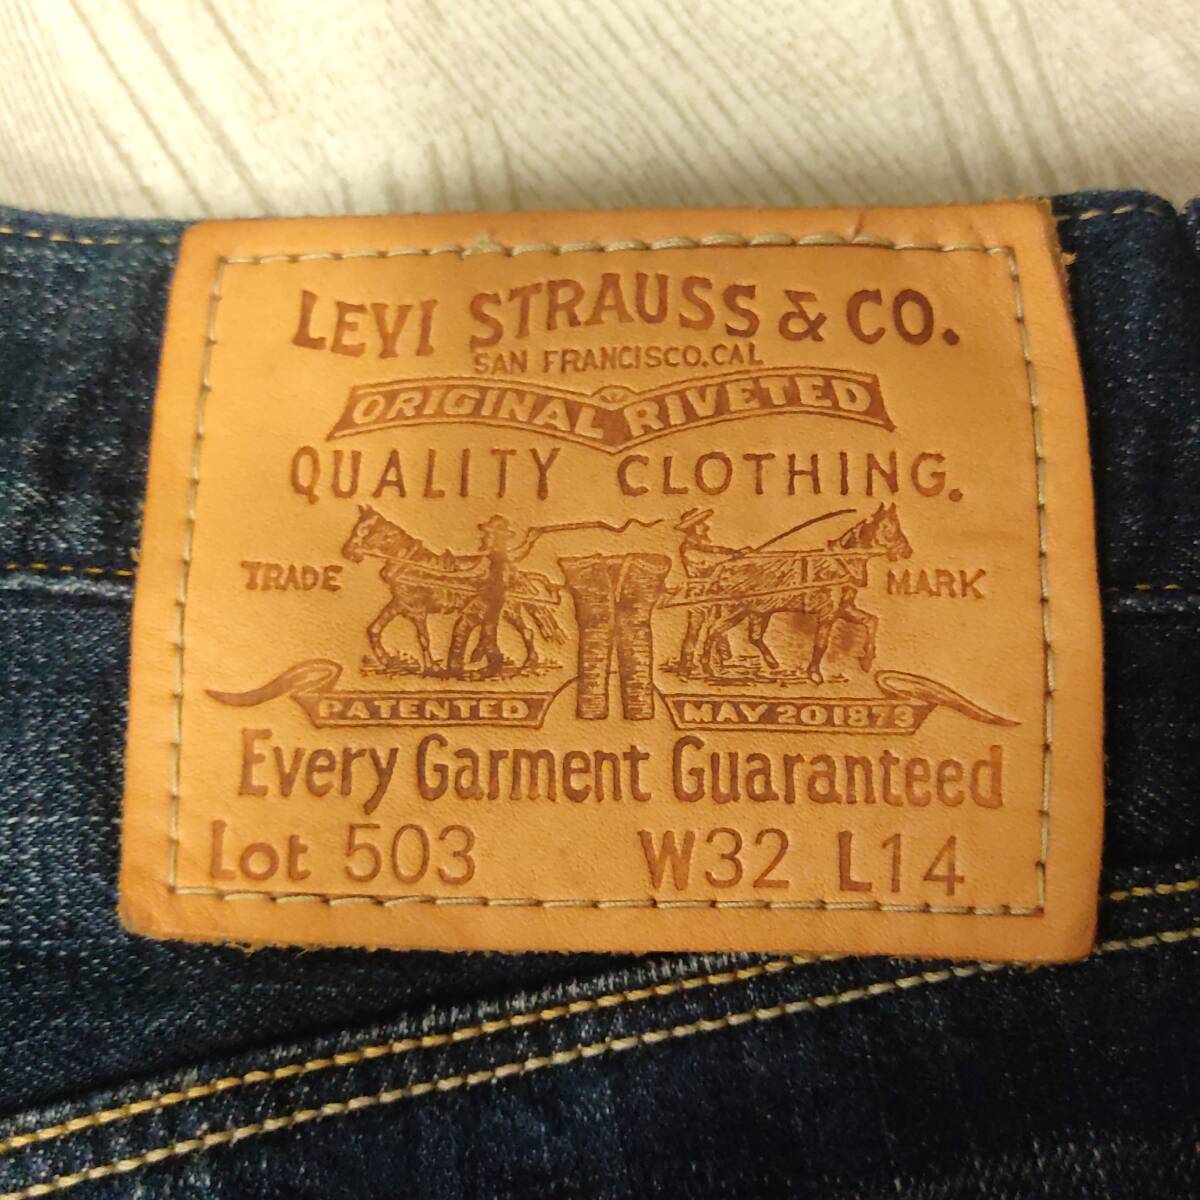 LEVI STRAUSS & CO.
SAN FRANCISCO.CAL
ORIGINAL RIVETED
QUALITY CLOTHING.
TRADE MARK
PATENTED MAY 20 1873
Every Garment Guaranteed
Lot 503 W32 L14